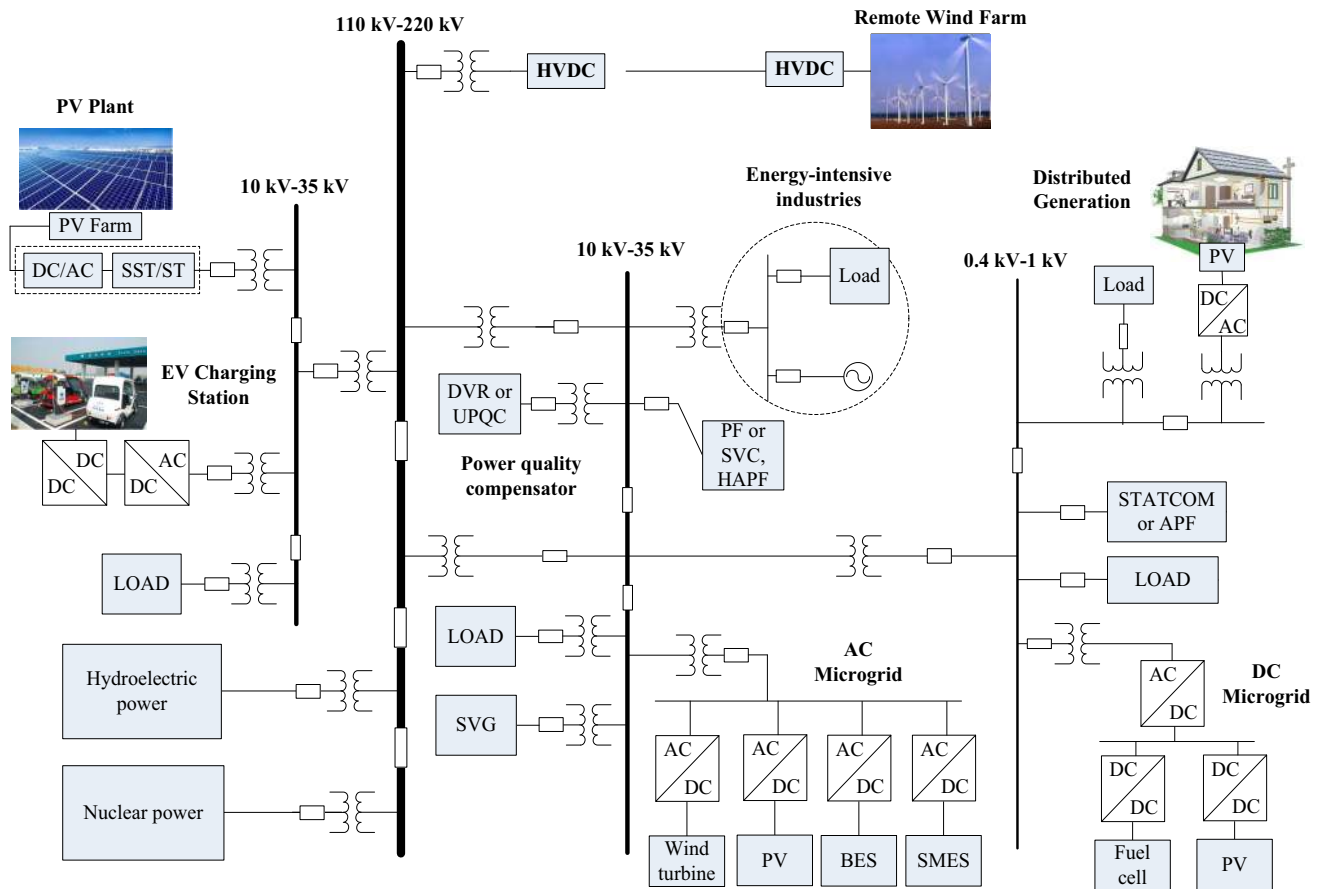 110 kV-220 kV
Remote Wind Farm
HVDC
HVDC
PV Plant
10 kV-35 kV
PV Farm
DC/AC
SST/ST
Energy-intensive
industries
Load
10 kV-35 kV
Distributed
Generation
0.4 kV-1 kV
Load
PV
DC
AC
EV Charging
Station
DC
DC
AC
DC
DVR or
UPQC
Power quality
compensator
PF or
SVC,
HAPF
STATCOM
or APF
LOAD
LOAD
LOAD
Hydroelectric
power
SVG
Nuclear power
AC
Microgrid
AC
DC
AC
DC
AC
DC
AC
DC
Wind
turbine
PV
BES
SMES
DC
Microgrid
AC
DC
DC
DC
DC
DC
Fuel
cell
PV